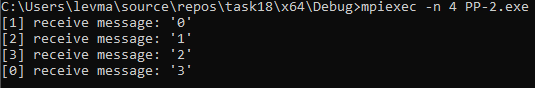 C:\Users\levma\source\repos\task18\x64\Debug>mpiexec -n 4 PP-2.exe
[1] receive message: '0'
[2] receive message: '1'
[3] receive message: '2'
[0] receive message: '3'